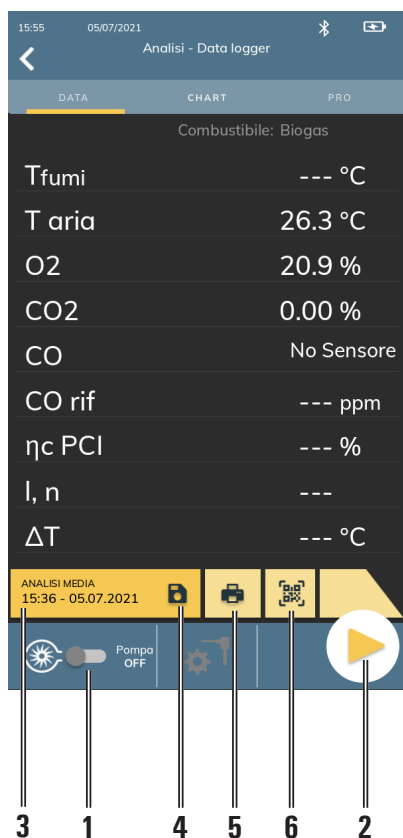 15:55 05/07/2021
Analisi - Data logger
DATA CHART PRO
Combustibile: Biogas
Tfumi --- °C
T aria 26.3 °C
O2 20.9 %
CO2 0.00 %
CO No Sensore
CO rif --- ppm
ηc PCI --- %
l, n ---
ΔT --- °C
ANALISI MEDIA
15:36 - 05.07.2021
Pompa
OFF
3 1 4 5 6 2